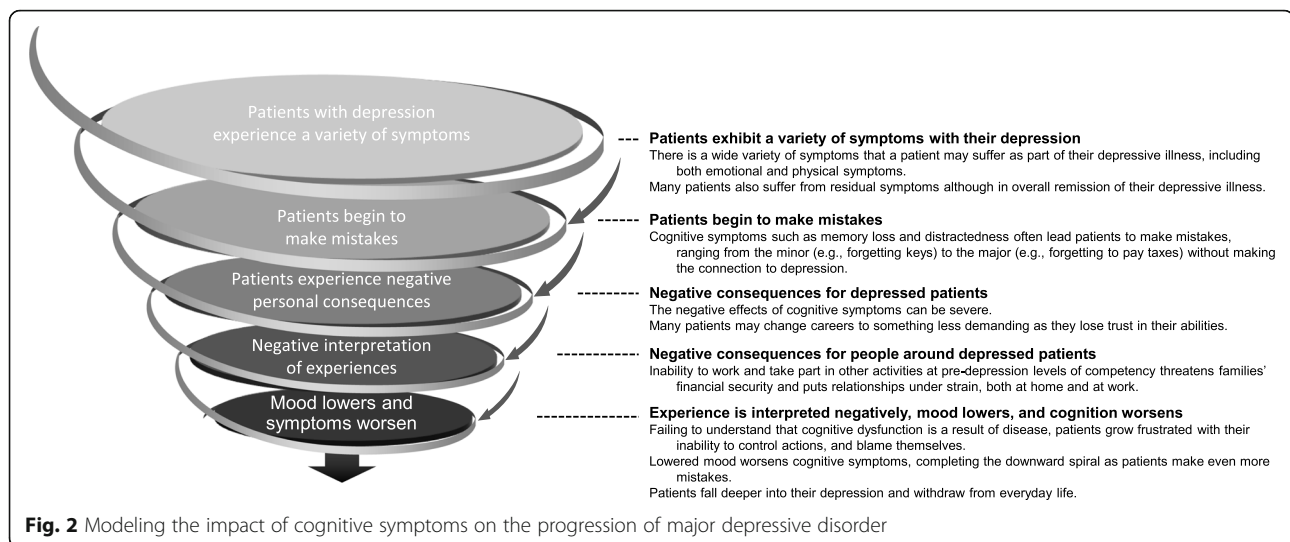 Patients with depression
experience a variety of symptoms
Patients begin to
make mistakes
Patients experience negative
personal consequences
Negative interpretation
of experiences
Mood lowers and
symptoms worsen
Patients exhibit a variety of symptoms with their depression
There is a wide variety of symptoms that a patient may suffer as part of their depressive illness, including
both emotional and physical symptoms.
Many patients also suffer from residual symptoms although in overall remission of their depressive illness.
Patients begin to make mistakes
Cognitive symptoms such as memory loss and distractedness often lead patients to make mistakes,
ranging from the minor (e.g., forgetting keys) to the major (e.g., forgetting to pay taxes) without making
the connection to depression.
Negative consequences for depressed patients
The negative effects of cognitive symptoms can be severe.
Many patients may change careers to something less demanding as they lose trust in their abilities.
Negative consequences for people around depressed patients
Inability to work and take part in other activities at pre-depression levels of competency threatens families'
financial security and puts relationships under strain, both at home and at work.
Experience is interpreted negatively, mood lowers, and cognition worsens
Failing to understand that cognitive dysfunction is a result of disease, patients grow frustrated with their
inability to control actions, and blame themselves.
Lowered mood worsens cognitive symptoms, completing the downward spiral as patients make even more
mistakes.
Patients fall deeper into their depression and withdraw from everyday life.
Fig. 2 Modeling the impact of cognitive symptoms on the progression of major depressive disorder